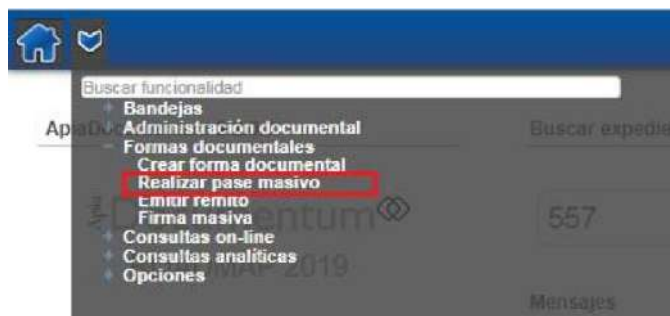 Buscar funcionalidad
Bandejas
Administración documental
Formas documentales
Crear forma documental
Realizar pase masivo
Emitir remito
Firma masiva
Consultas on-line
Consultas analíticas
Opciones
Buscar expedie
557
2019
Mensajes